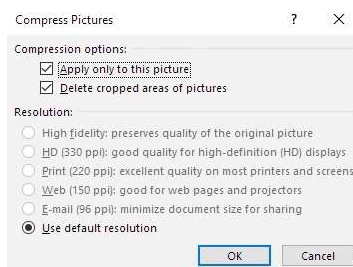 Compress Pictures ? ×
Compression options:
Apply only to this picture
Delete cropped areas of pictures
Resolution:
High fidelity: preserves quality of the original picture
HD (330 ppi): good quality for high-definition (HD) displays
Print (220 ppi): excellent quality on most printers and screens
Web (150 ppi): good for web pages and projectors
E-mail (96 ppi): minimize document size for sharing
Use default resolution
OK Cancel